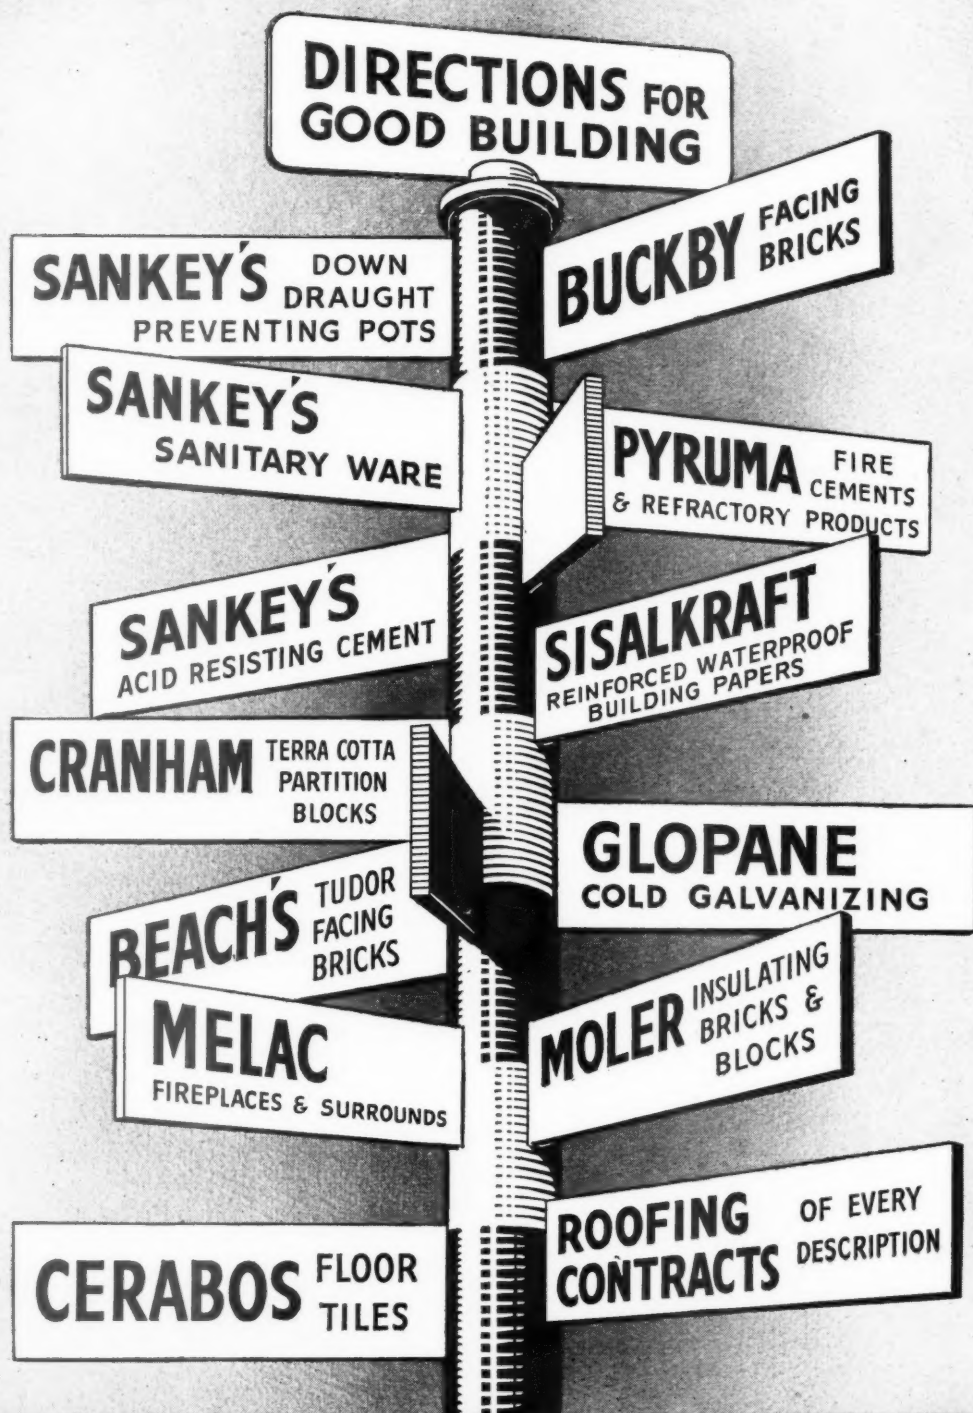 DIRECTIONS FOR
GOOD BUILDING
BUCKBY FACING
BRICKS
SANKEY'S DOWN
DRAUGHT
PREVENTING POTS
SANKEY'S
SANITARY WARE
PYRUMA FIRE
CEMENTS
& REFRACTORY PRODUCTS
SANKEY'S
ACID RESISTING CEMENT
SISALKRAFT
REINFORCED WATERPROOF
BUILDING PAPERS
CRANHAM TERRA COTTA
PARTITION
BLOCKS
GLOPANE
COLD GALVANIZING
BEACH'S TUDOR
FACING
BRICKS
MOLER INSULATING
BRICKS &
BLOCKS
MELAC
FIREPLACES & SURROUNDS
ROOFING OF EVERY
CONTRACTS DESCRIPTION
CERABOS FLOOR
TILES